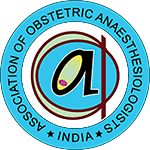 ASSOCIATION OF OBSTETRIC ANAESTHESIOLOGISTS
★ INDIA ★